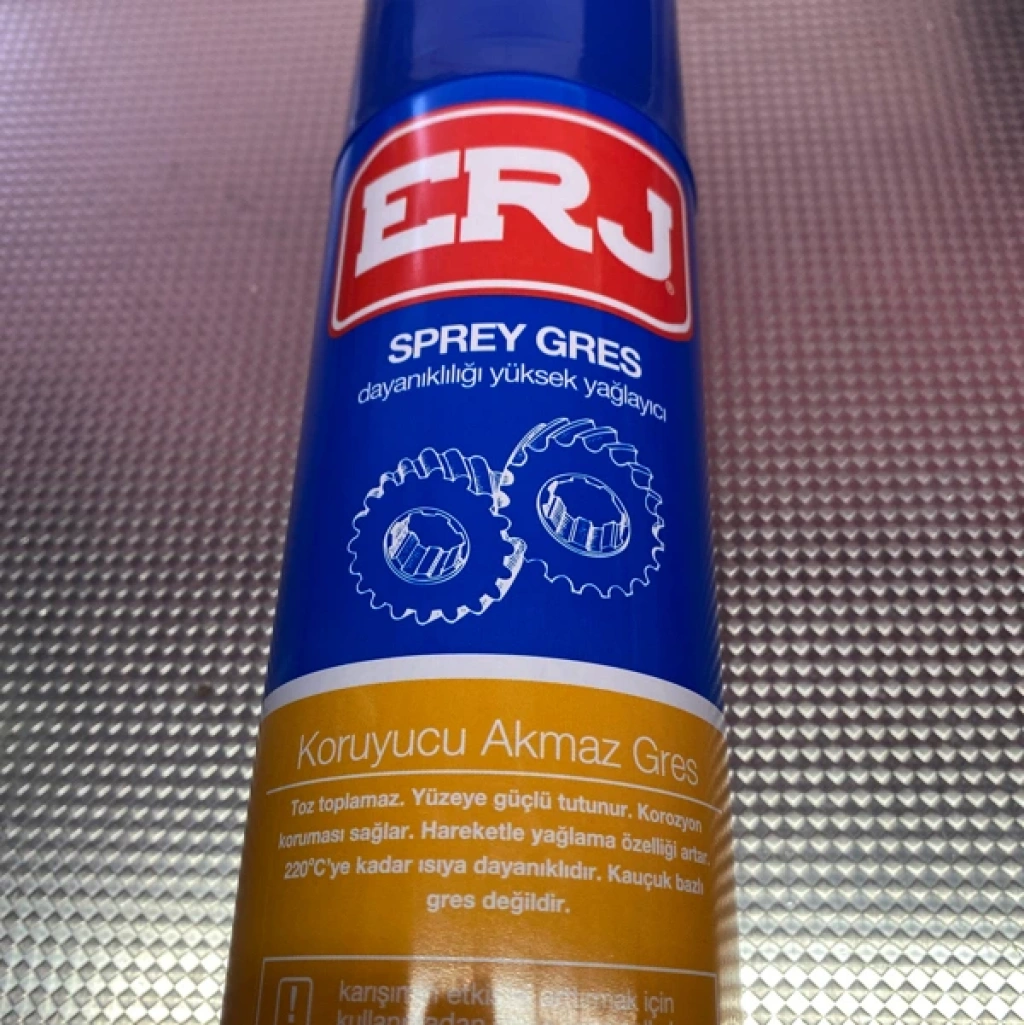 ERJ
SPREY GRES
dayanıklılığı yüksek yağlayıcı
Koruyucu Akmaz Gres
Toz toplamaz. Yüzeye güçlü tutunur. Korozyon
koruması sağlar. Hareketle yağlama özelliği artar.
220°C'ye kadar ısıya dayanıklıdır. Kauçuk bazlı
gres değildir.
! için